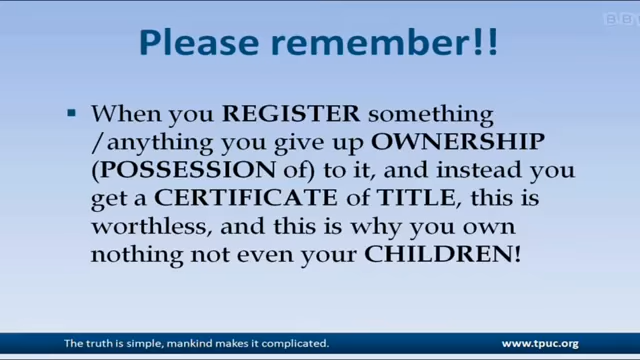 BB
Please remember!!
When you REGISTER something
/anything you give up OWNERSHIP
(POSSESSION of) to it, and instead you
get a CERTIFICATE of TITLE, this is
worthless, and this is why you own
nothing not even your CHILDREN!
The truth is simple, mankind makes it complicated.
www.tpuc.org